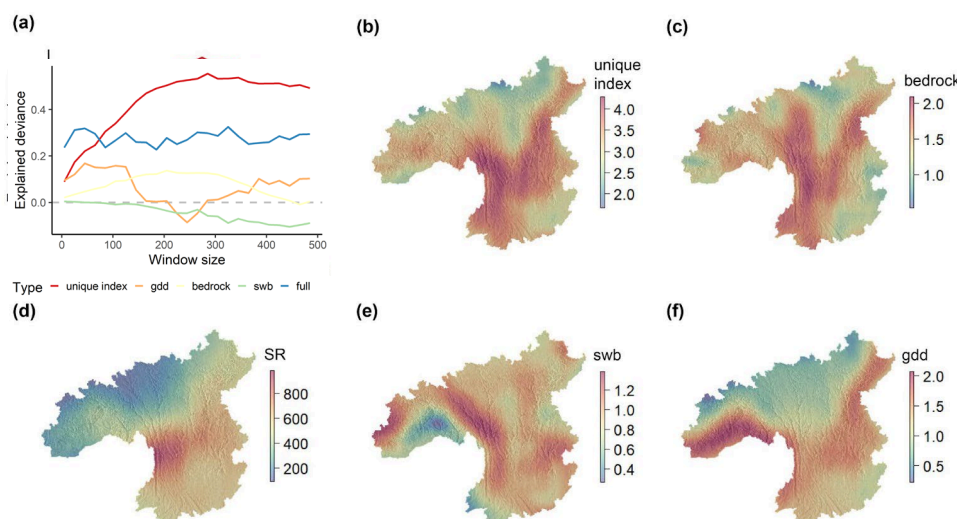 (a)
Explained deviance
0.4
0.2
0.0
0 100 200 300 400 500
Window size
Type unique index gdd bedrock swb full
(b)
unique
index
4.0
3.5
3.0
2.5
2.0
(c)
bedrock
2.0
1.5
1.0
(d)
SR
800
600
400
200
(e)
swb
1.2
1.0
0.8
0.6
0.4
(f)
gdd
2.0
1.5
1.0
0.5